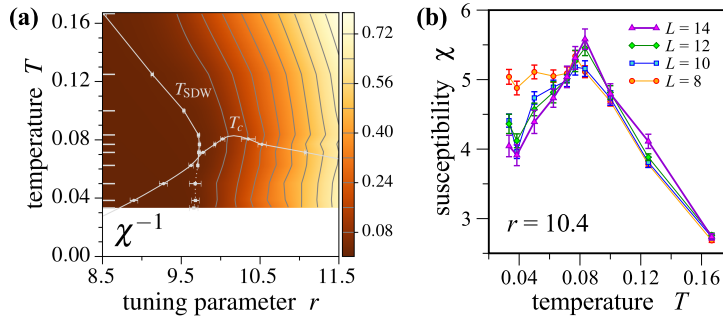 (a)
temperature T
0.16
0.12
0.08
0.04
0.00
T_SDW
T_c
χ⁻¹
8.5 9.5 10.5 11.5
tuning parameter r
0.72
0.56
0.40
0.24
0.08
(b)
susceptibility χ
6
5
4
3
2
L = 14
L = 12
L = 10
L = 8
r = 10.4
0.04 0.08 0.12 0.16
temperature T